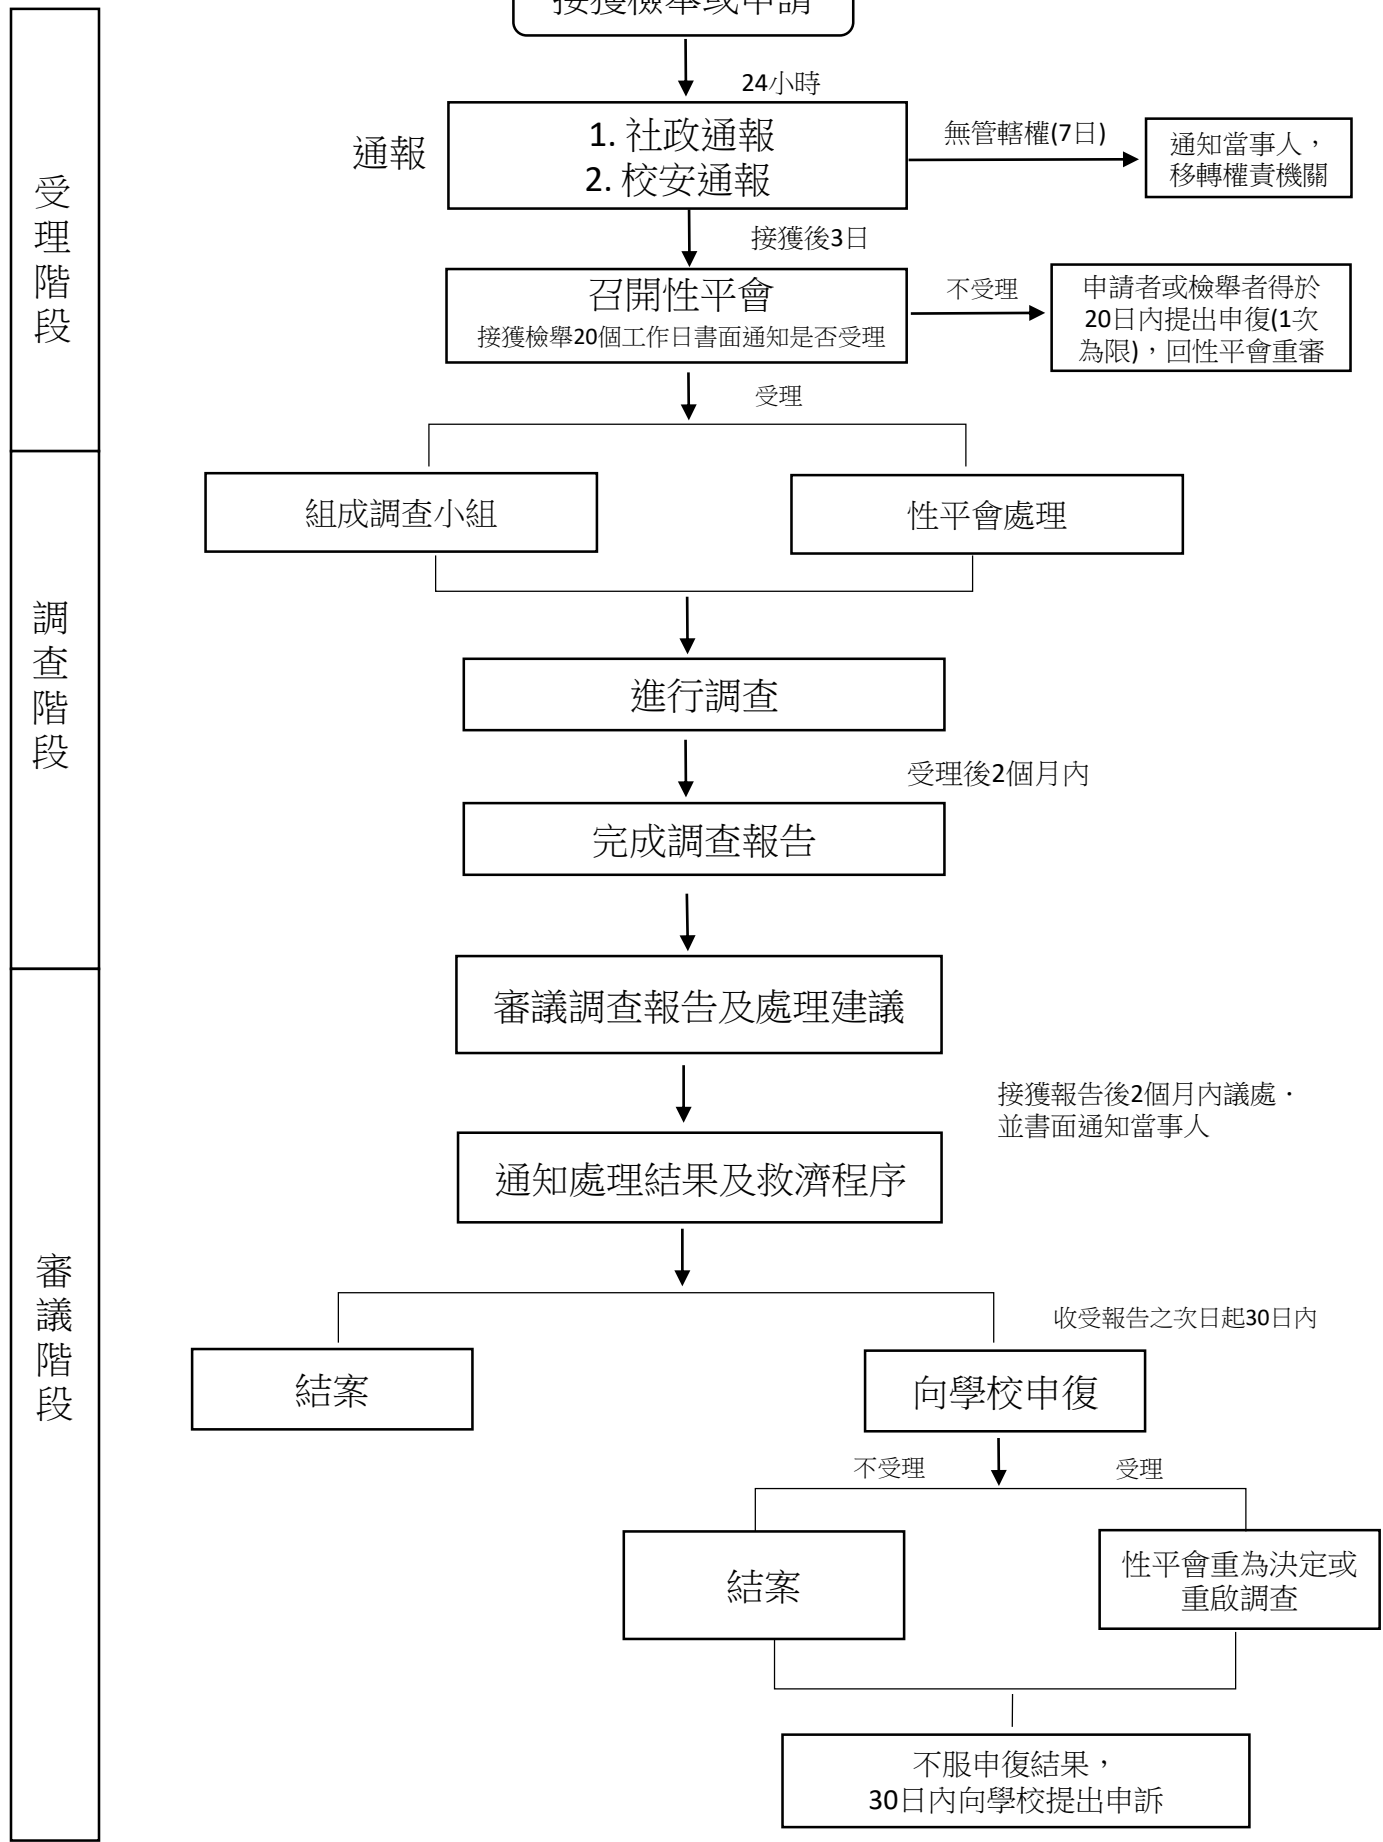 接獲檢舉或申請
24小時
通報
1. 社政通報
2. 校安通報
無管轄權(7日)
通知當事人，
移轉權責機關
受理階段
接獲後3日
召開性平會
接獲檢舉20個工作日書面通知是否受理
不受理
申請者或檢舉者得於
20日內提出申復(1次
為限)，回性平會重審
受理
組成調查小組
性平會處理
調查階段
進行調查
受理後2個月內
完成調查報告
審議調查報告及處理建議
接獲報告後2個月內議處．
並書面通知當事人
通知處理結果及救濟程序
審議階段
收受報告之次日起30日內
結案
向學校申復
不受理
受理
結案
性平會重為決定或
重啟調查
不服申復結果，
30日內向學校提出申訴